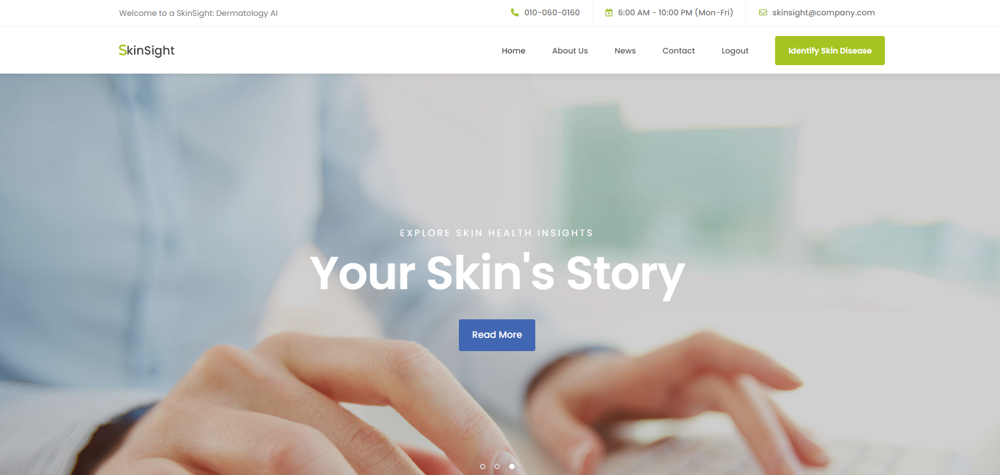 Welcome to a SkinSight: Dermatology AI
010-060-0160
6:00 AM - 10:00 PM (Mon-Fri)
skinsight@company.com
SkinSight
Home
About Us
News
Contact
Logout
Identify Skin Disease
EXPLORE SKIN HEALTH INSIGHTS
Your Skin's Story
Read More